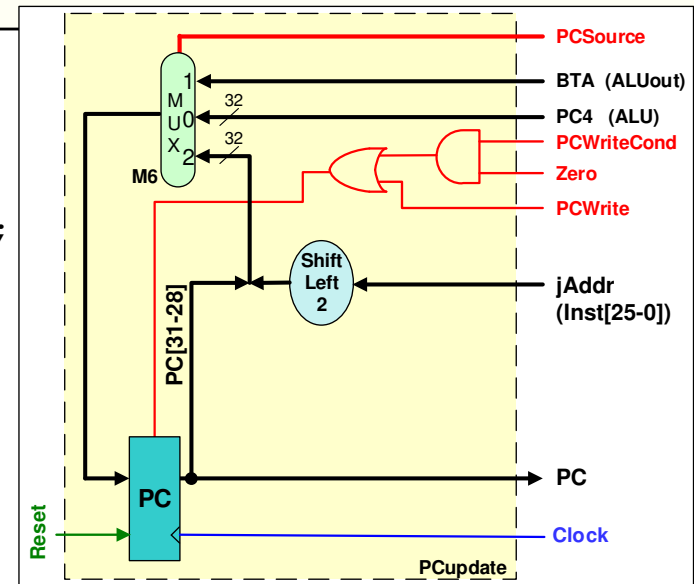 PCSource
1
BTA (ALUout)
M
32
U
0
PC4 (ALU)
X
32
PCWriteCond
2
M6
Zero
PCWrite
;
Shift
Left
2
jAddr
(Inst[25-0])
PC[31-28]
PC
PC
Reset
Clock
PCupdate